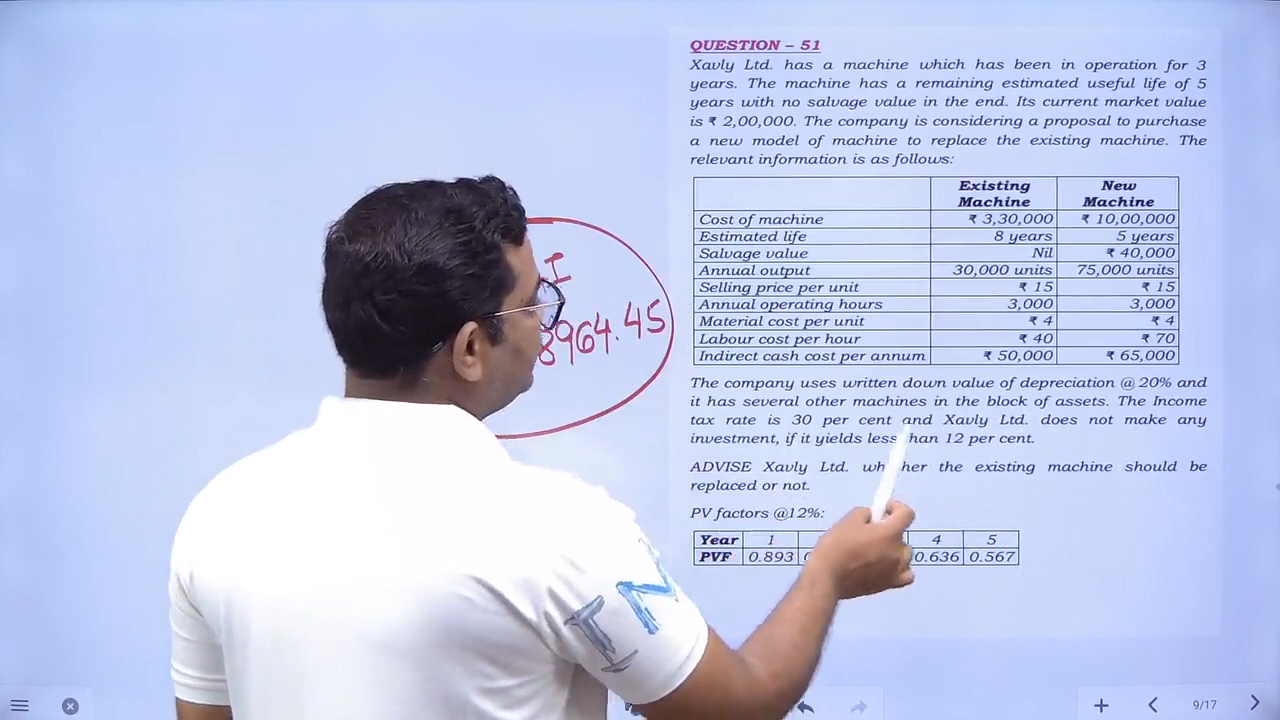 QUESTION – 51
Xavly Ltd. has a machine which has been in operation for 3
years. The machine has a remaining estimated useful life of 5
years with no salvage value in the end. Its current market value
is ₹ 2,00,000. The company is considering a proposal to purchase
a new model of machine to replace the existing machine. The
relevant information is as follows:
Existing Machine New Machine
Cost of machine ₹ 3,30,000 ₹ 10,00,000
Estimated life 8 years 5 years
Salvage value Nil ₹ 40,000
Annual output 30,000 units 75,000 units
Selling price per unit ₹ 15 ₹ 15
Annual operating hours 3,000 3,000
Material cost per unit ₹ 4 ₹ 4
Labour cost per hour ₹ 40 ₹ 70
Indirect cash cost per annum ₹ 50,000 ₹ 65,000
The company uses written down value of depreciation @ 20% and
it has several other machines in the block of assets. The Income
tax rate is 30 per cent and Xavly Ltd. does not make any
investment, if it yields less than 12 per cent.
ADVISE Xavly Ltd. whether the existing machine should be
replaced or not.
PV factors @12%:
Year 1 4 5
PVF 0.893 0.636 0.567
I
8964.45
9/17